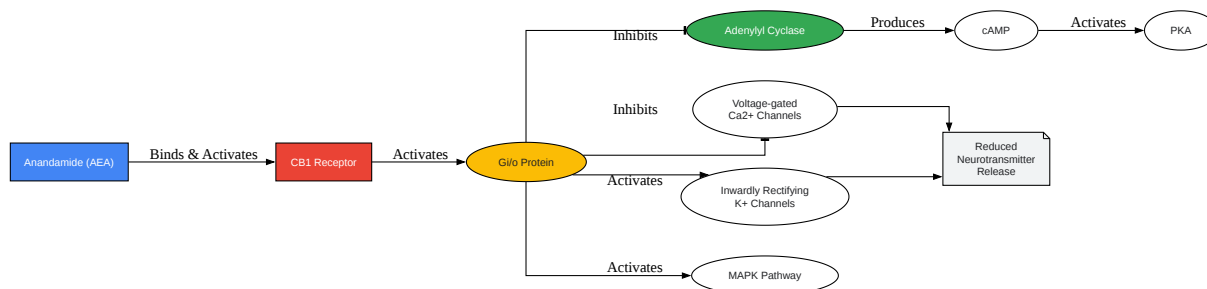 Inhibits
Adenylyl Cyclase
Produces
cAMP
Activates
PKA
Inhibits
Voltage-gated
Ca2+ Channels
Anandamide (AEA)
Binds & Activates
CB1 Receptor
Activates
Gi/o Protein
Activates
Inwardly Rectifying
K+ Channels
Reduced
Neurotransmitter
Release
Activates
MAPK Pathway